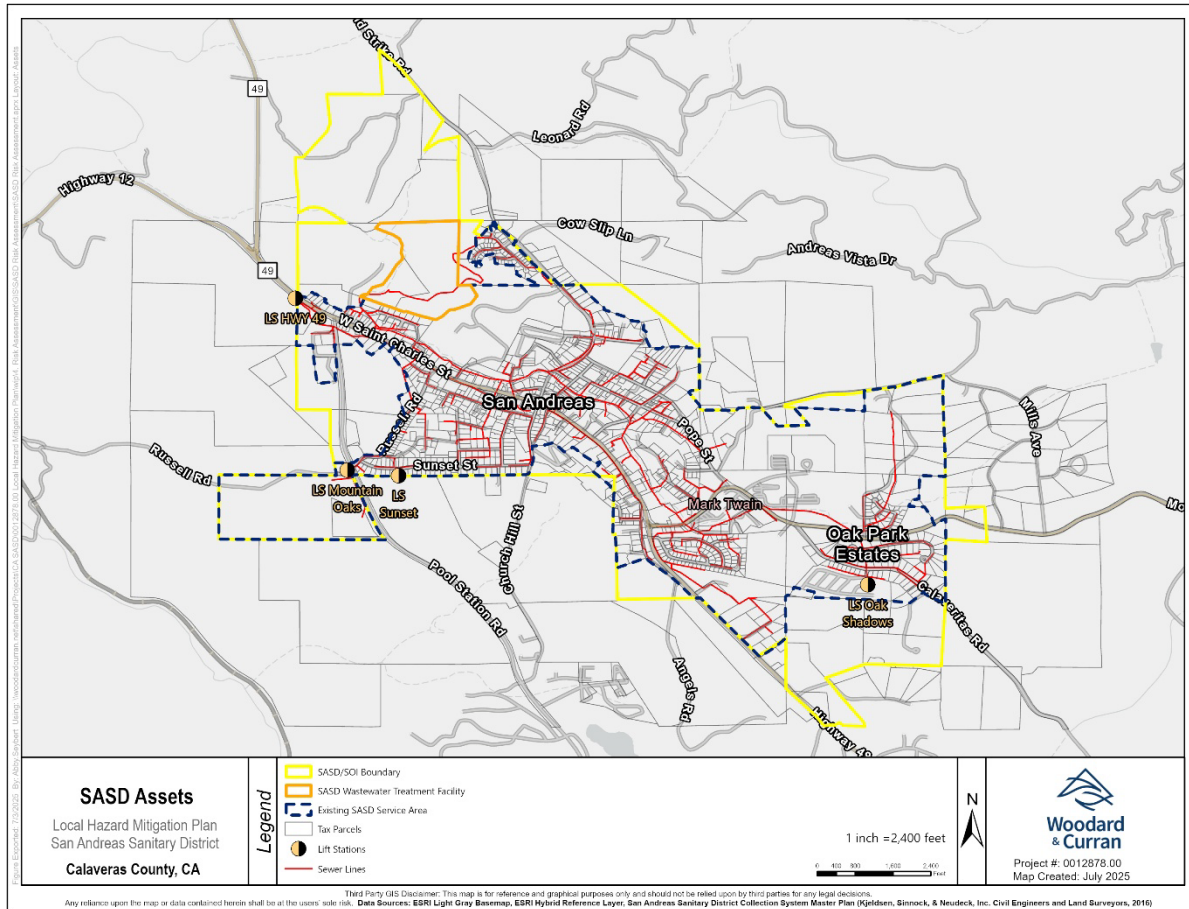 d Strike Rd
49
Leonard Rd
Highway 12
Cow Slip Ln
Andreas Vista Dr
49
LS HWY 49
W Saint Charles St
San Andreas
Mills Ave
Russell Rd
Pope St
Russell Rd
Sunset St
LS Mountain
Oaks
LS
Sunset
Mark Twain
Mo
Oak Park
Estates
Church Hill St
Pool Station Rd
LS Oak
Shadows
Calaveritas Rd
Angels Rd
Highway 49
SASD Assets
Local Hazard Mitigation Plan
San Andreas Sanitary District
Calaveras County, CA
Legend
SASD/SOI Boundary
SASD Wastewater Treatment Facility
Existing SASD Service Area
Tax Parcels
Lift Stations
Sewer Lines
N
1 inch =2,400 feet
0 400 800 1,600 2,400
Feet
Woodard
& Curran
Project #: 0012878.00
Map Created: July 2025
Third Party GIS Disclaimer: This map is for reference and graphical purposes only and should not be relied upon by third parties for any legal decisions.
Any reliance upon the map or data contained herein shall be at the users' sole risk. Data Sources: ESRI Light Gray Basemap, ESRI Hybrid Reference Layer, San Andreas Sanitary District Collection System Master Plan (Kjeldsen, Sinnock, & Neudeck, Inc. Civil Engineers and Land Surveyors, 2016)